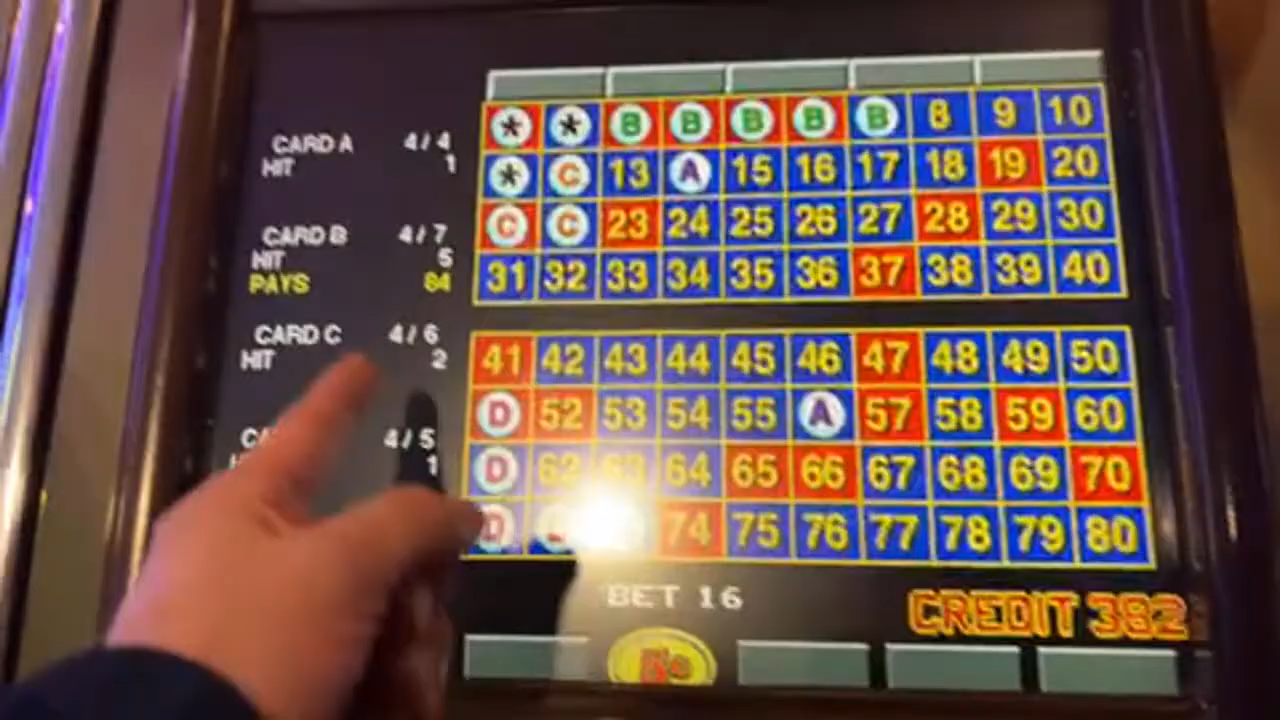 * * B B B B B 8 9 10
CARD A 4/4
HIT 1
* C 13 A 15 16 17 18 19 20
C C 23 24 25 26 27 28 29 30
CARD B 4/7
HIT 5
PAYS 84
31 32 33 34 35 36 37 38 39 40
CARD C 4/6
HIT 2
41 42 43 44 45 46 47 48 49 50
D 52 53 54 55 A 57 58 59 60
4/5
1
D 62 63 64 65 66 67 68 69 70
D 74 75 76 77 78 79 80
BET 16
CREDIT 382